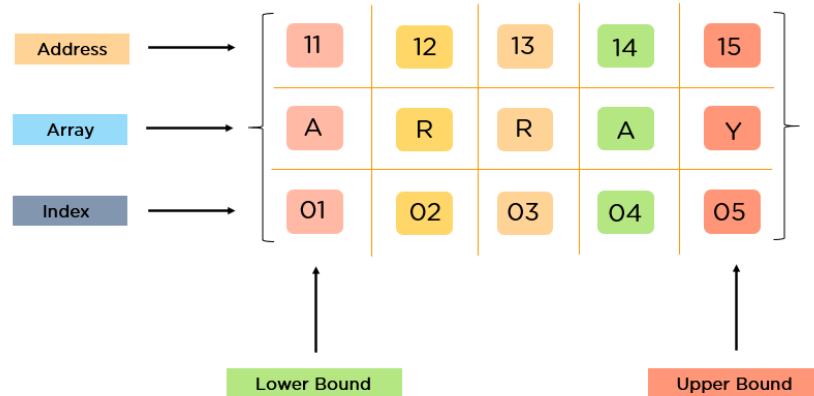 Address 11 12 13 14 15
Array A R R A Y
Index 01 02 03 04 05
Lower Bound Upper Bound